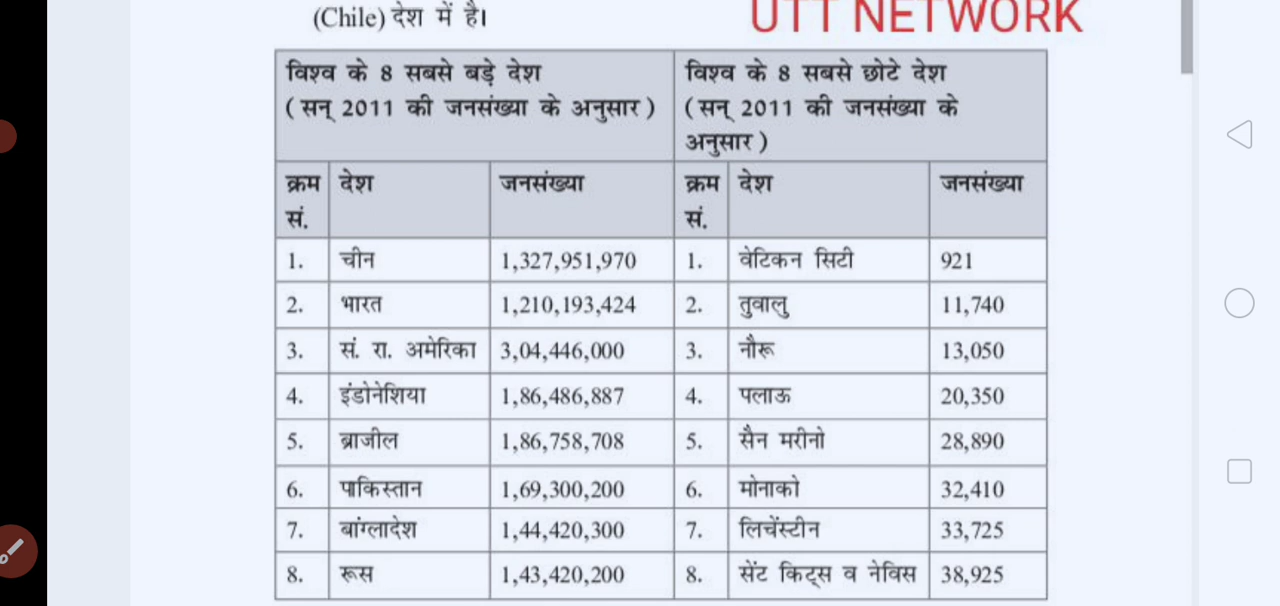 (Chile) देश में है।
UTT NETWORK
विश्व के 8 सबसे बड़े देश
( सन् 2011 की जनसंख्या के अनुसार )
विश्व के 8 सबसे छोटे देश
( सन् 2011 की जनसंख्या के
अनुसार )
क्रम सं. देश जनसंख्या क्रम सं. देश जनसंख्या
1. चीन 1,327,951,970 1. वेटिकन सिटी 921
2. भारत 1,210,193,424 2. तुवालु 11,740
3. सं. रा. अमेरिका 3,04,446,000 3. नौरू 13,050
4. इंडोनेशिया 1,86,486,887 4. पलाऊ 20,350
5. ब्राजील 1,86,758,708 5. सैन मरीनो 28,890
6. पाकिस्तान 1,69,300,200 6. मोनाको 32,410
7. बांग्लादेश 1,44,420,300 7. लिचेंस्टीन 33,725
8. रूस 1,43,420,200 8. सेंट किट्स व नेविस 38,925